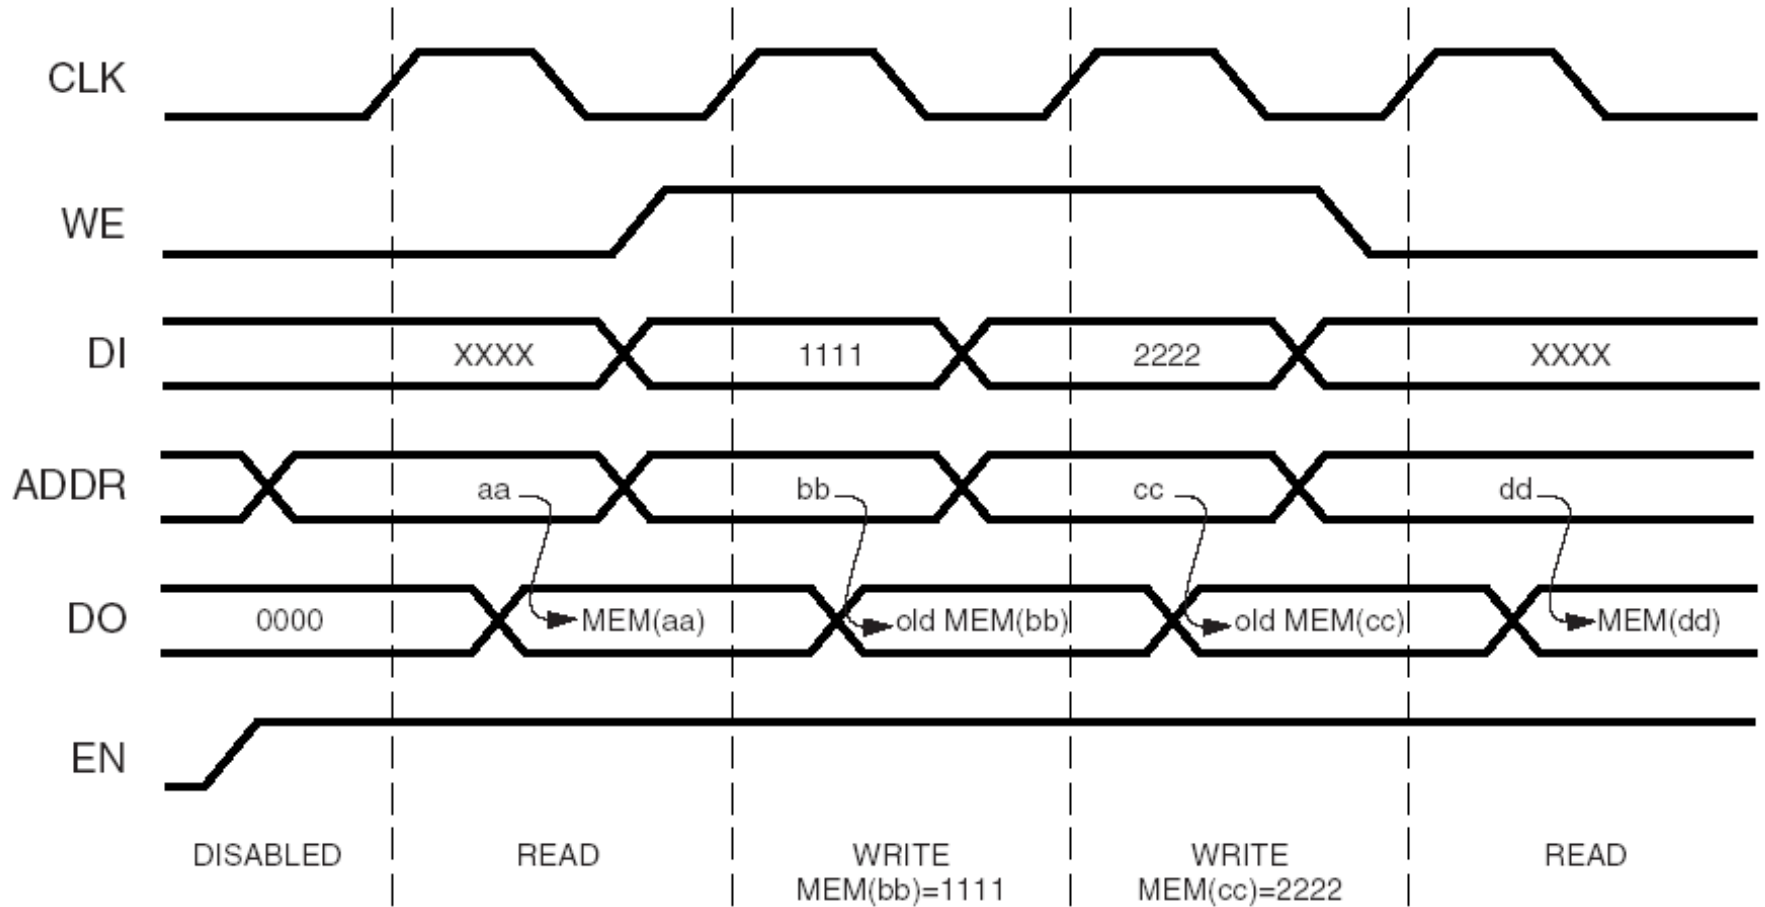 CLK
WE
DI XXXX 1111 2222 XXXX
ADDR aa bb cc dd
DO 0000 MEM(aa) old MEM(bb) old MEM(cc) MEM(dd)
EN
DISABLED READ WRITE WRITE READ
MEM(bb)=1111 MEM(cc)=2222